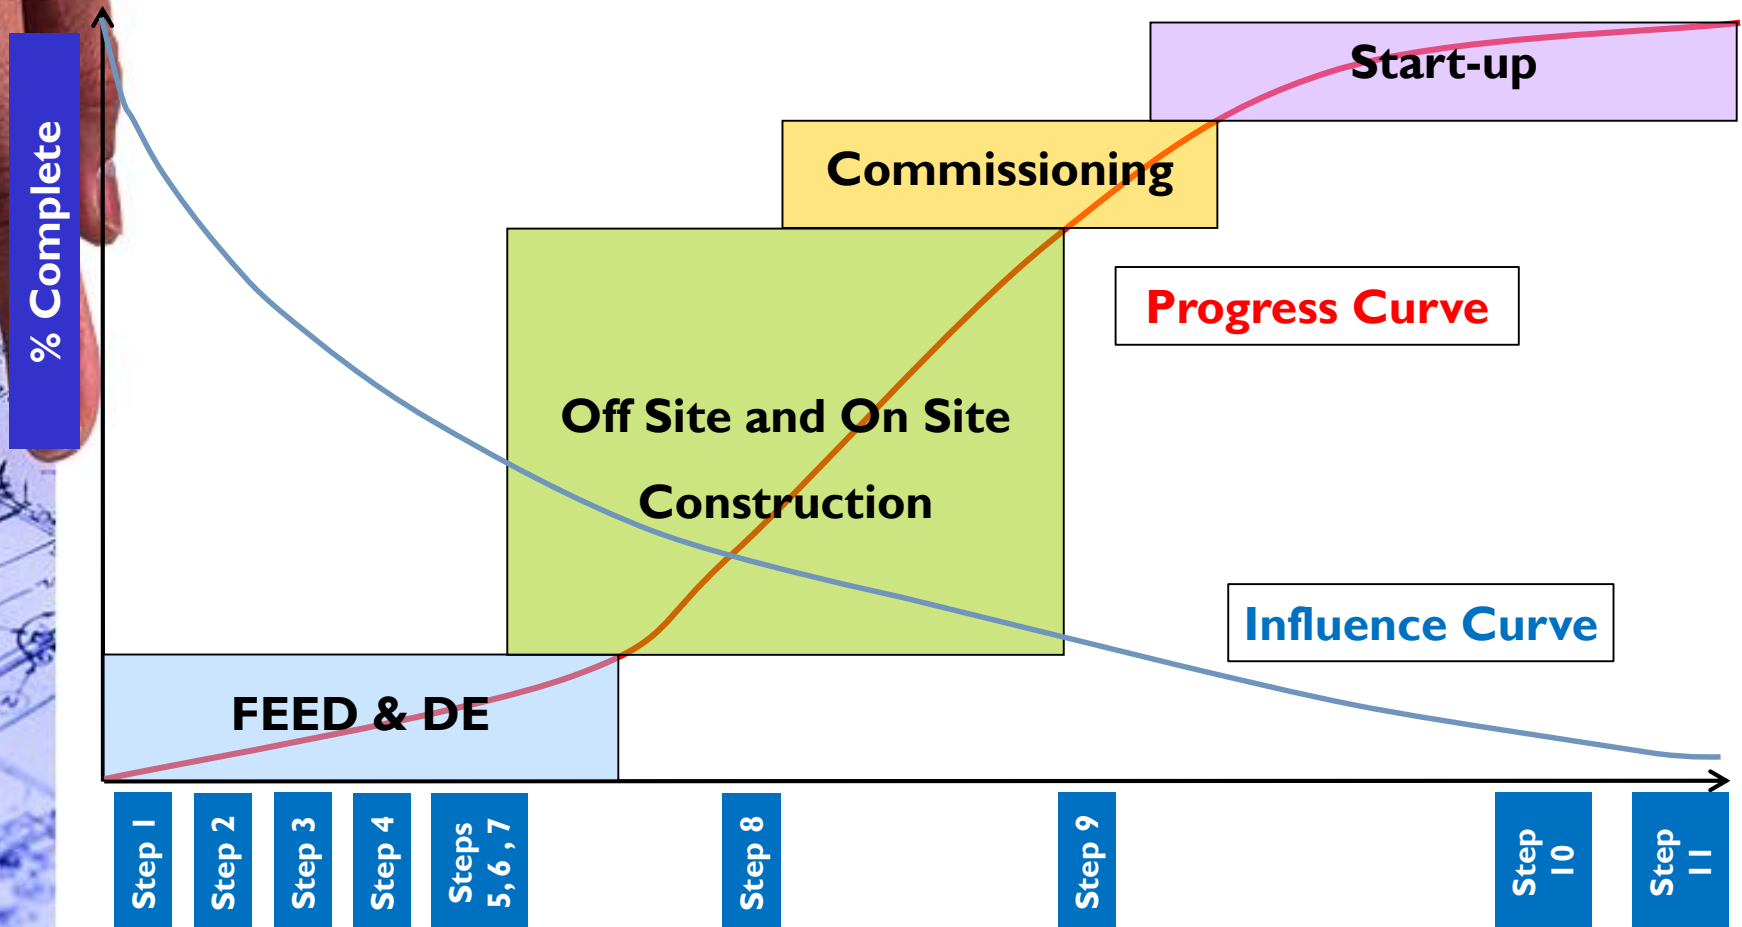 % Complete
Start-up
Commissioning
Progress Curve
Off Site and On Site
Construction
Influence Curve
FEED & DE
Step 1
Step 2
Step 3
Step 4
Steps
5, 6 , 7
Step 8
Step 9
Step
10
Step
11